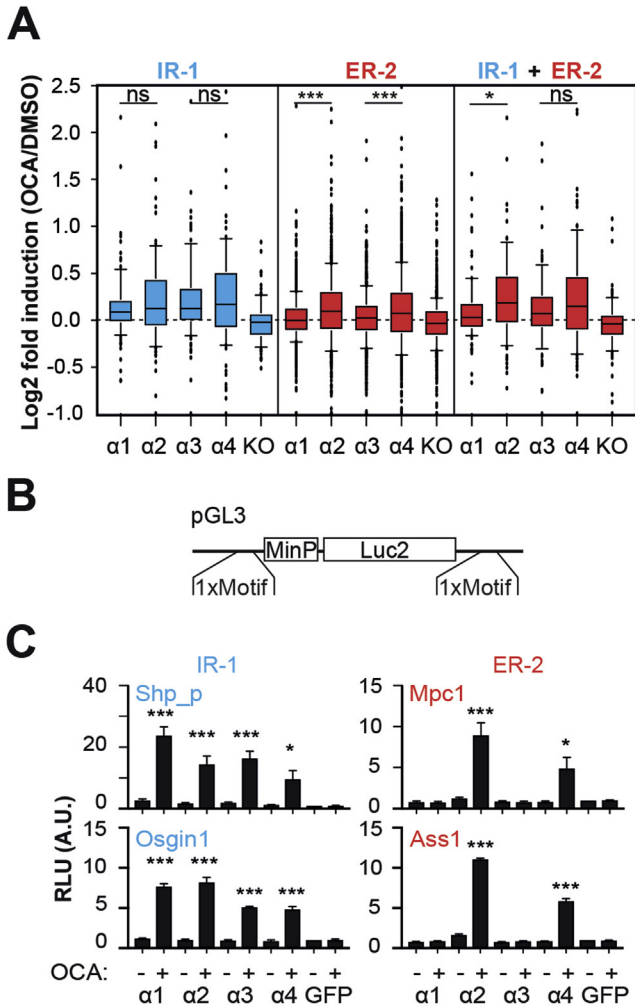 A
IR-1 ER-2 IR-1 + ER-2
Log2 fold induction (OCA/DMSO)
2.5
2.0
1.5
1.0
0.5
0.0
-0.5
-1.0
ns ns *** *** * ns
α1 α2 α3 α4 KO α1 α2 α3 α4 KO α1 α2 α3 α4 KO
B
pGL3
MinP Luc2
1xMotif 1xMotif
C
IR-1 ER-2
RLU (A.U.)
Shp_p
40
20
0
*** *** *** *
Mpc1
15
10
5
0
*** *
Osgin1
15
10
5
0
*** *** *** ***
Ass1
15
10
5
0
*** ***
OCA: - + - + - + - + - + - + - + - + - + - +
α1 α2 α3 α4 GFP α1 α2 α3 α4 GFP